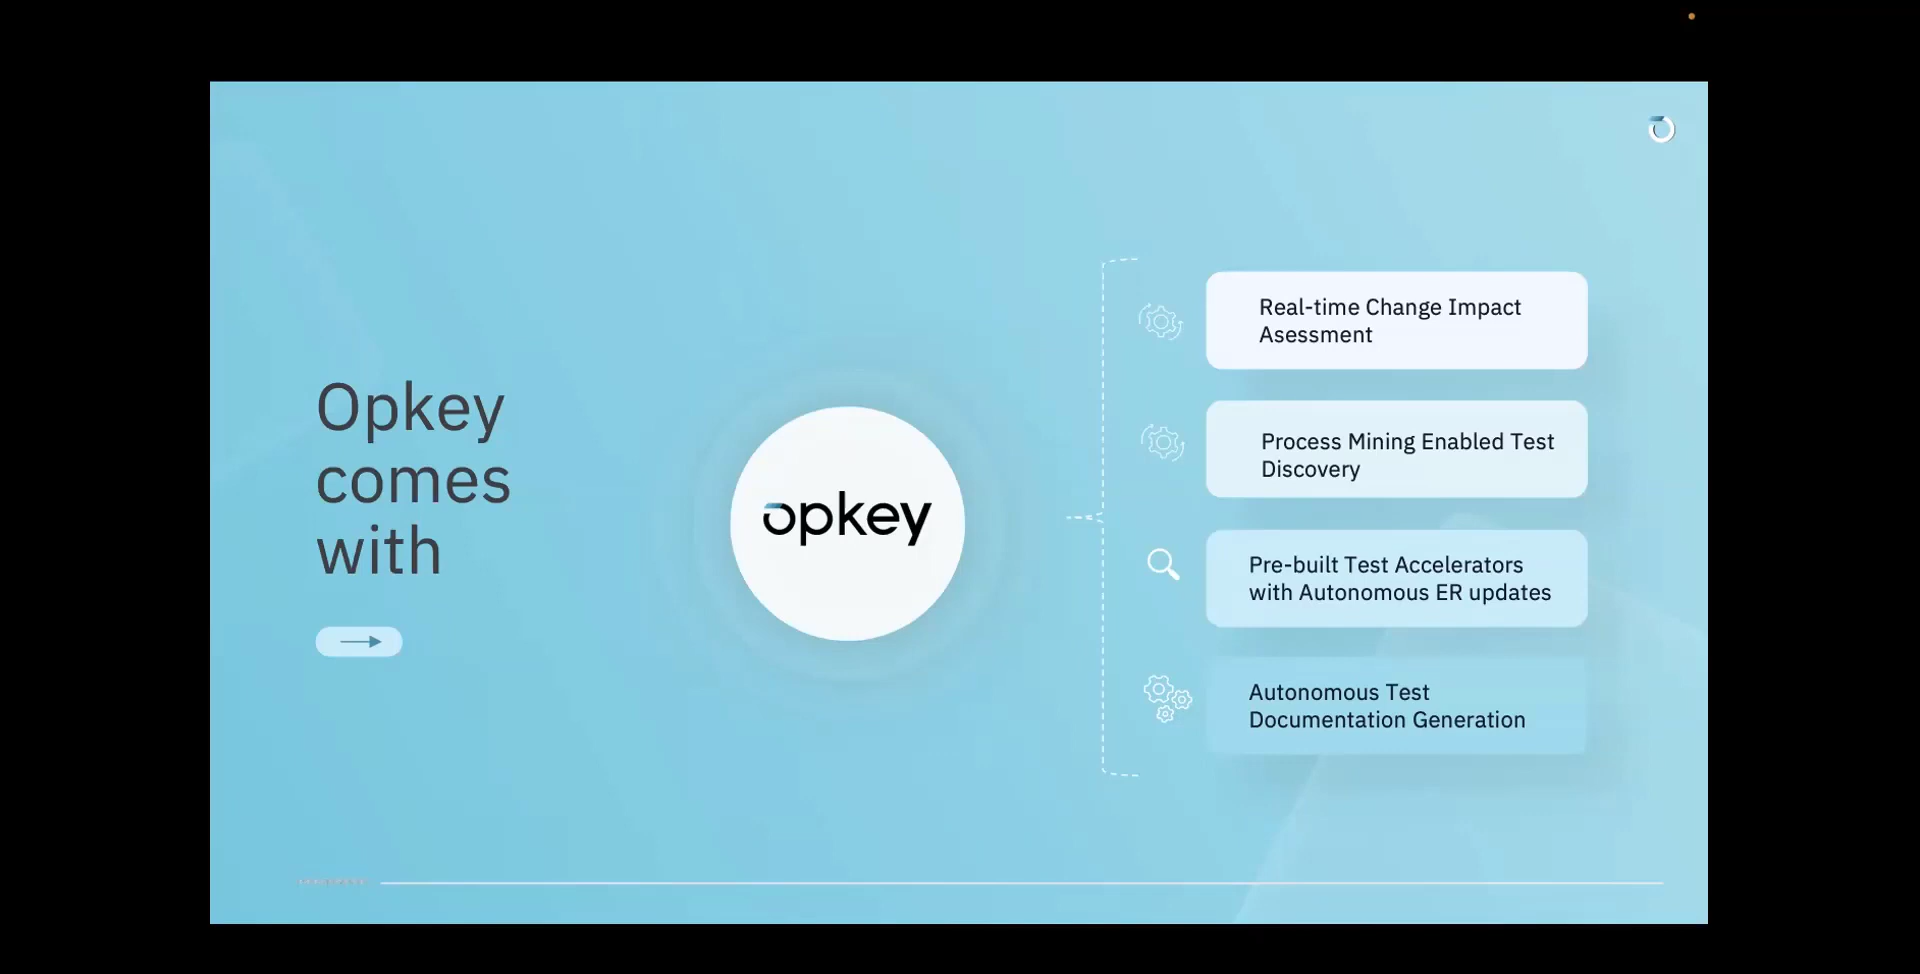 Opkey
comes
with
opkey
Real-time Change Impact
Asessment
Process Mining Enabled Test
Discovery
Pre-built Test Accelerators
with Autonomous ER updates
Autonomous Test
Documentation Generation